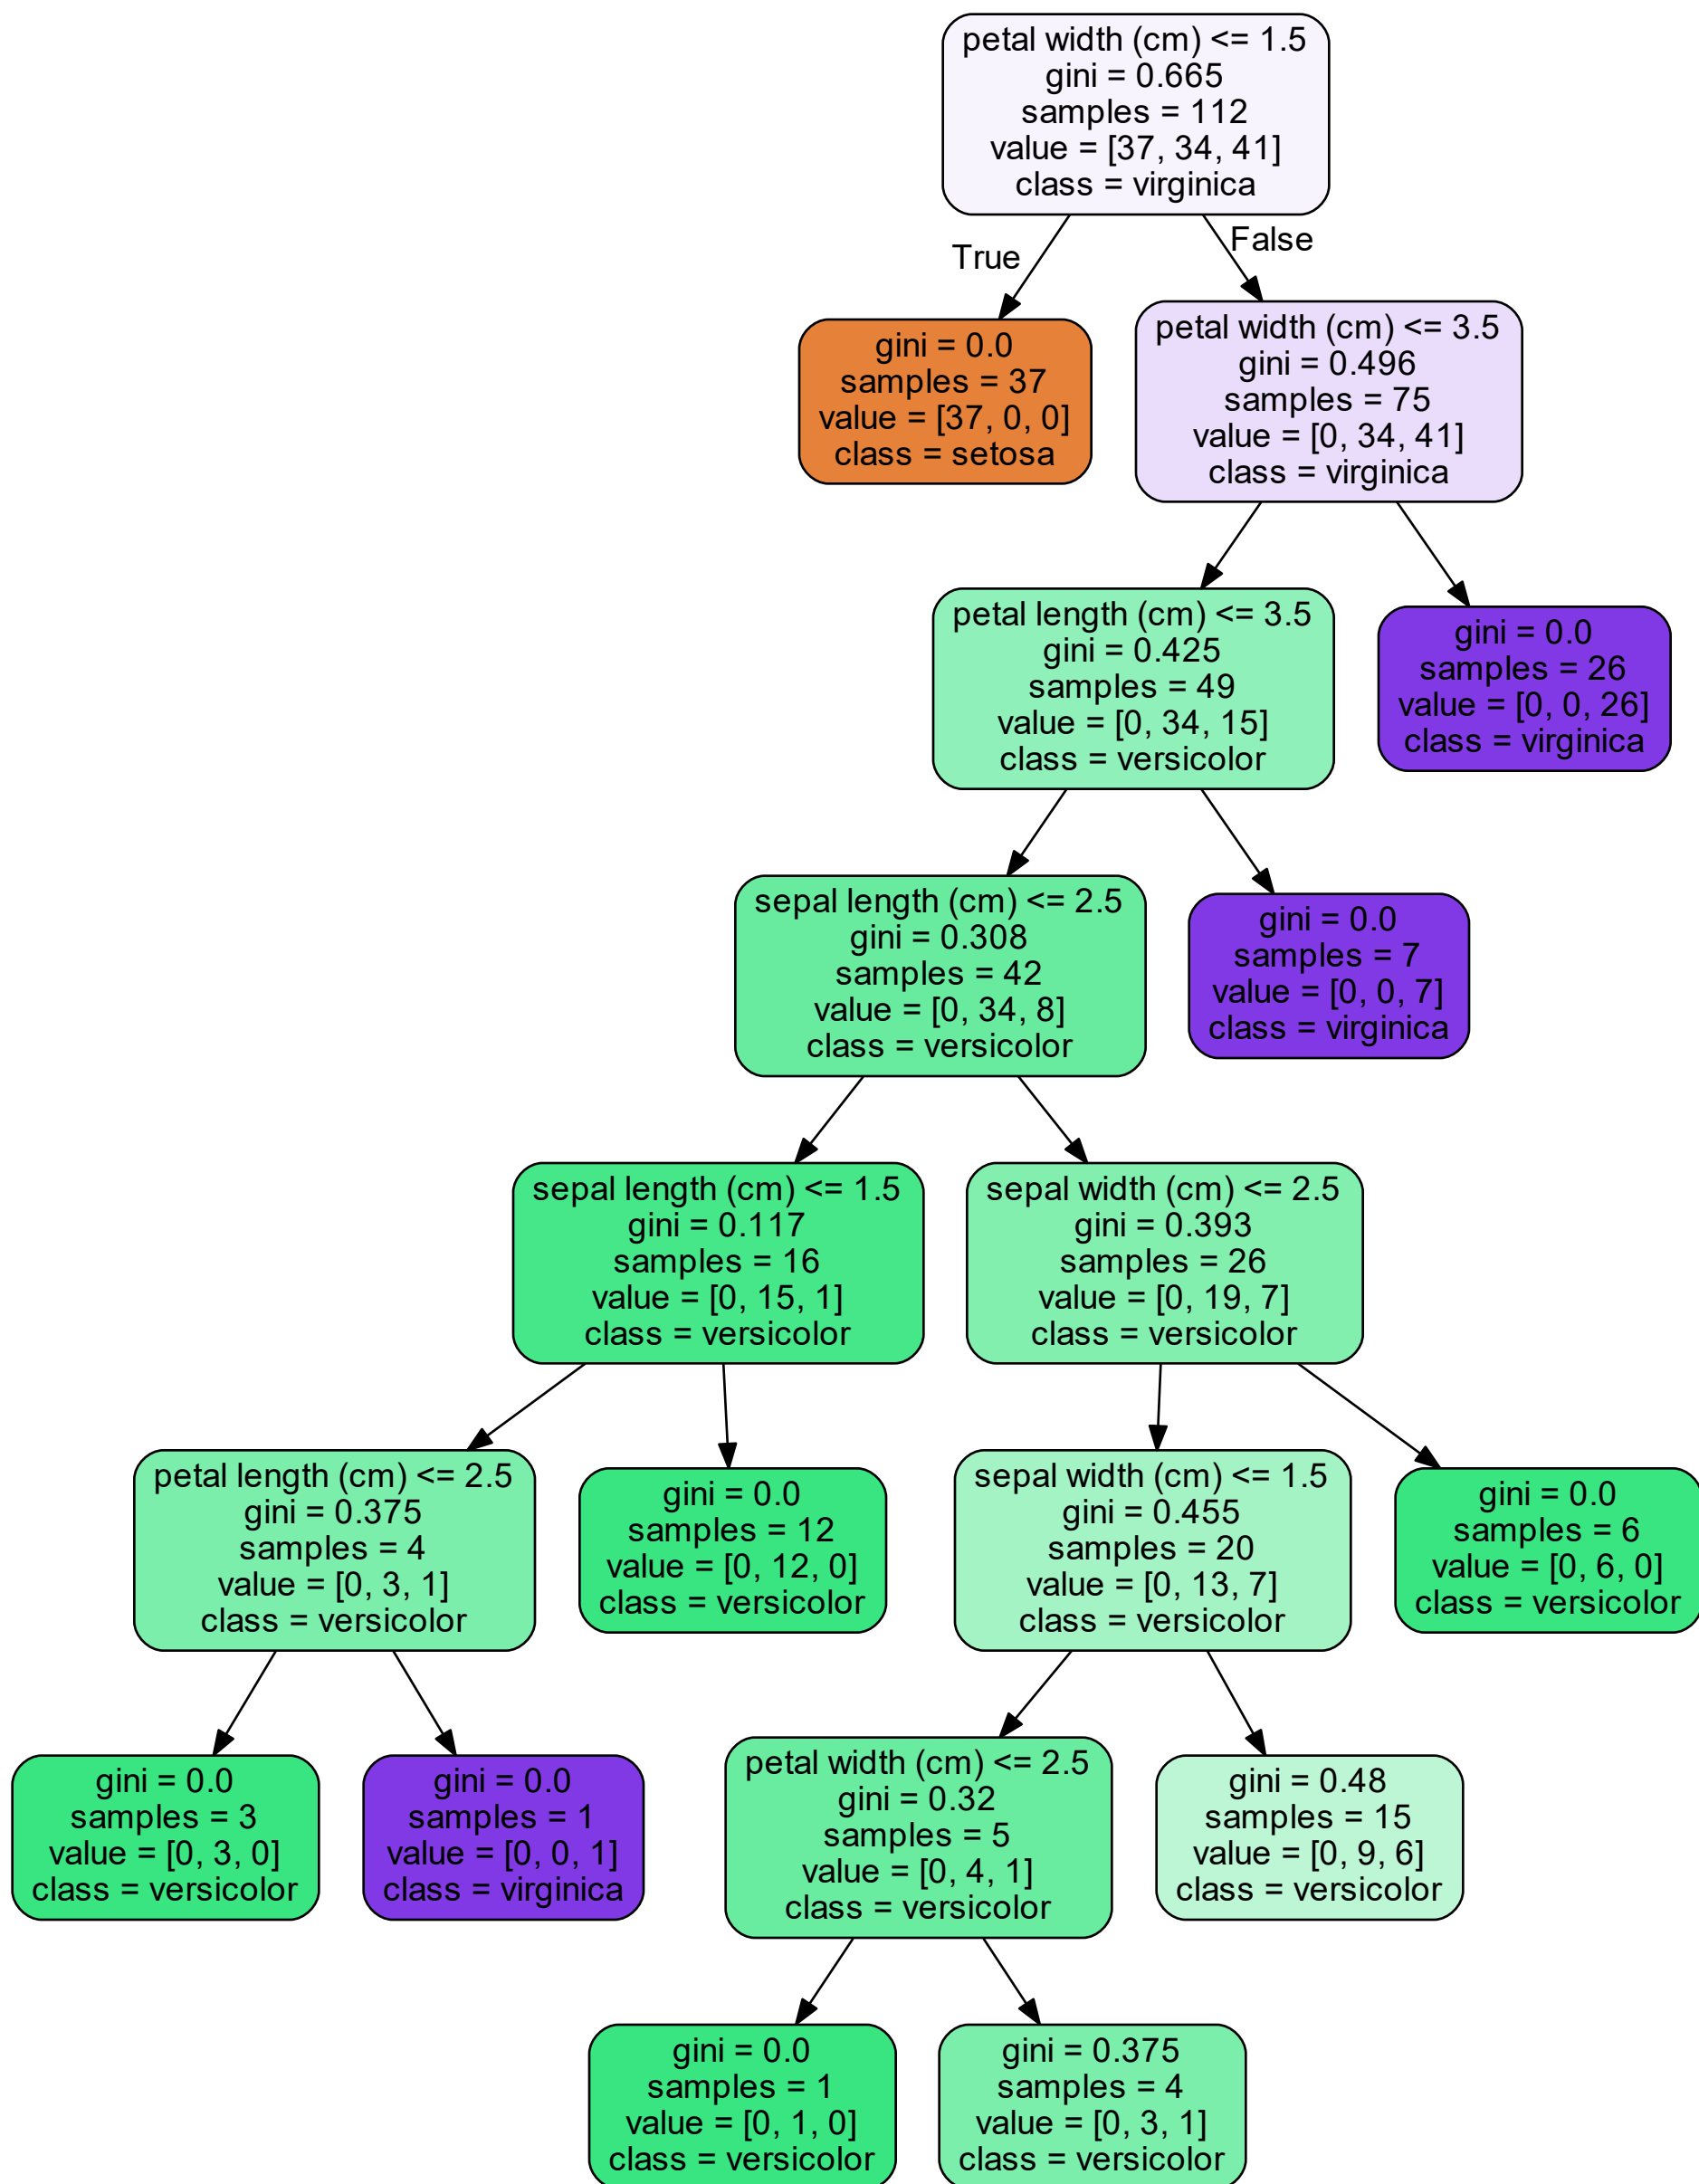 petal width (cm) <= 1.5
gini = 0.665
samples = 112
value = [37, 34, 41]
class = virginica
True
False
gini = 0.0
samples = 37
value = [37, 0, 0]
class = setosa
petal width (cm) <= 3.5
gini = 0.496
samples = 75
value = [0, 34, 41]
class = virginica
petal length (cm) <= 3.5
gini = 0.425
samples = 49
value = [0, 34, 15]
class = versicolor
gini = 0.0
samples = 26
value = [0, 0, 26]
class = virginica
sepal length (cm) <= 2.5
gini = 0.308
samples = 42
value = [0, 34, 8]
class = versicolor
gini = 0.0
samples = 7
value = [0, 0, 7]
class = virginica
sepal length (cm) <= 1.5
gini = 0.117
samples = 16
value = [0, 15, 1]
class = versicolor
sepal width (cm) <= 2.5
gini = 0.393
samples = 26
value = [0, 19, 7]
class = versicolor
petal length (cm) <= 2.5
gini = 0.375
samples = 4
value = [0, 3, 1]
class = versicolor
gini = 0.0
samples = 12
value = [0, 12, 0]
class = versicolor
sepal width (cm) <= 1.5
gini = 0.455
samples = 20
value = [0, 13, 7]
class = versicolor
gini = 0.0
samples = 6
value = [0, 6, 0]
class = versicolor
gini = 0.0
samples = 3
value = [0, 3, 0]
class = versicolor
gini = 0.0
samples = 1
value = [0, 0, 1]
class = virginica
petal width (cm) <= 2.5
gini = 0.32
samples = 5
value = [0, 4, 1]
class = versicolor
gini = 0.48
samples = 15
value = [0, 9, 6]
class = versicolor
gini = 0.0
samples = 1
value = [0, 1, 0]
class = versicolor
gini = 0.375
samples = 4
value = [0, 3, 1]
class = versicolor